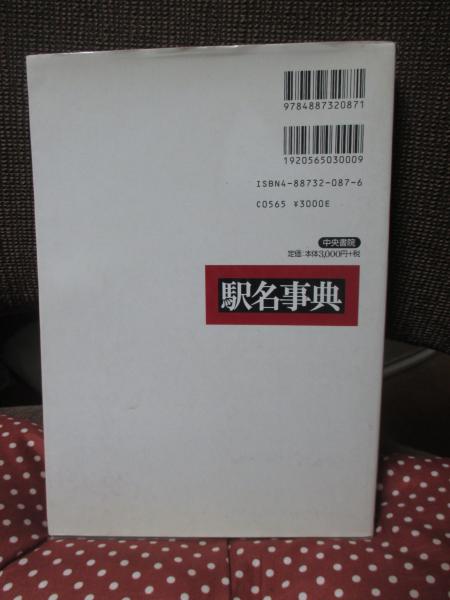 9784887320871
1920565030009
ISBN4-88732-087-6
C0565 ¥3000E
中央書院
定価:本体3,000円+税
駅名事典